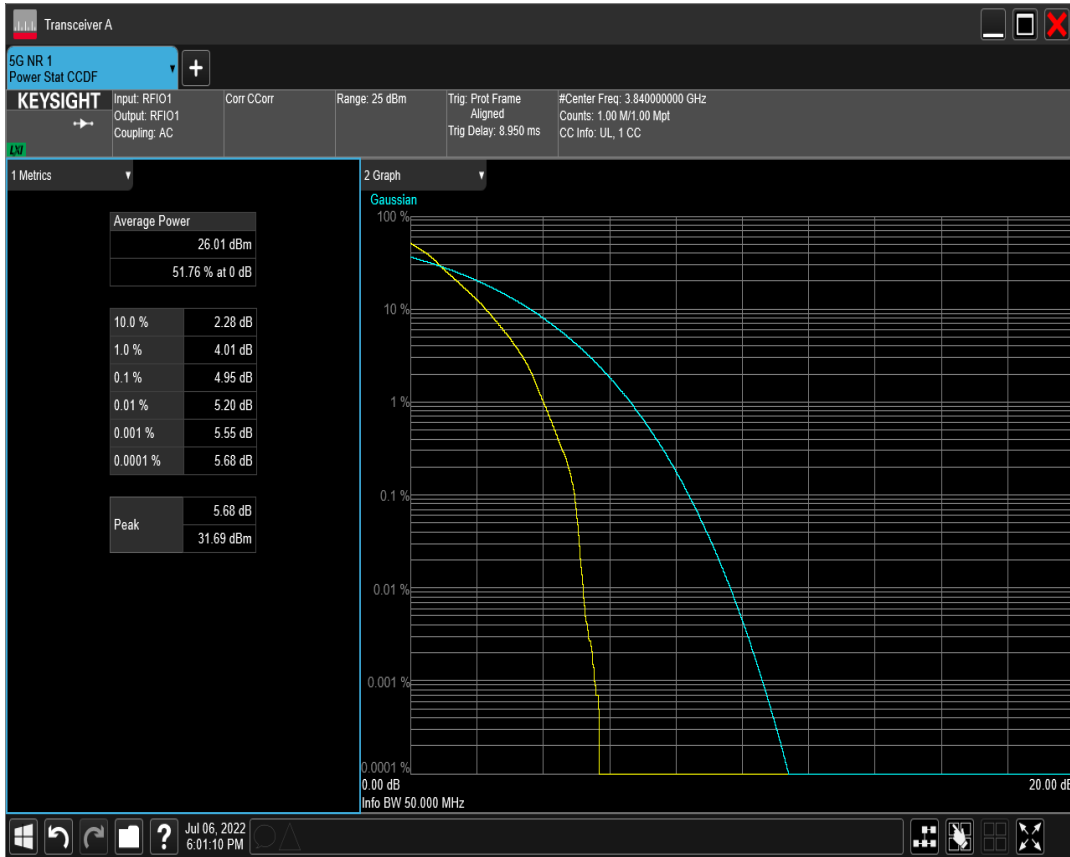 Transceiver A
5G NR 1
Power Stat CCDF
+
KEYSIGHT
LXI
Input: RFIO1
Output: RFIO1
Coupling: AC
Corr CCorr
Range: 25 dBm
Trig: Prot Frame
Aligned
Trig Delay: 8.950 ms
#Center Freq: 3.840000000 GHz
Counts: 1.00 M/1.00 Mpt
CC Info: UL, 1 CC
1 Metrics
Average Power
26.01 dBm
51.76 % at 0 dB
10.0 % 2.28 dB
1.0 % 4.01 dB
0.1 % 4.95 dB
0.01 % 5.20 dB
0.001 % 5.55 dB
0.0001 % 5.68 dB
Peak
5.68 dB
31.69 dBm
2 Graph
Gaussian
100 %
10 %
1 %
0.1 %
0.01 %
0.001 %
0.0001 %
0.00 dB 20.00 dB
Info BW 50.000 MHz
?
Jul 06, 2022
6:01:10 PM